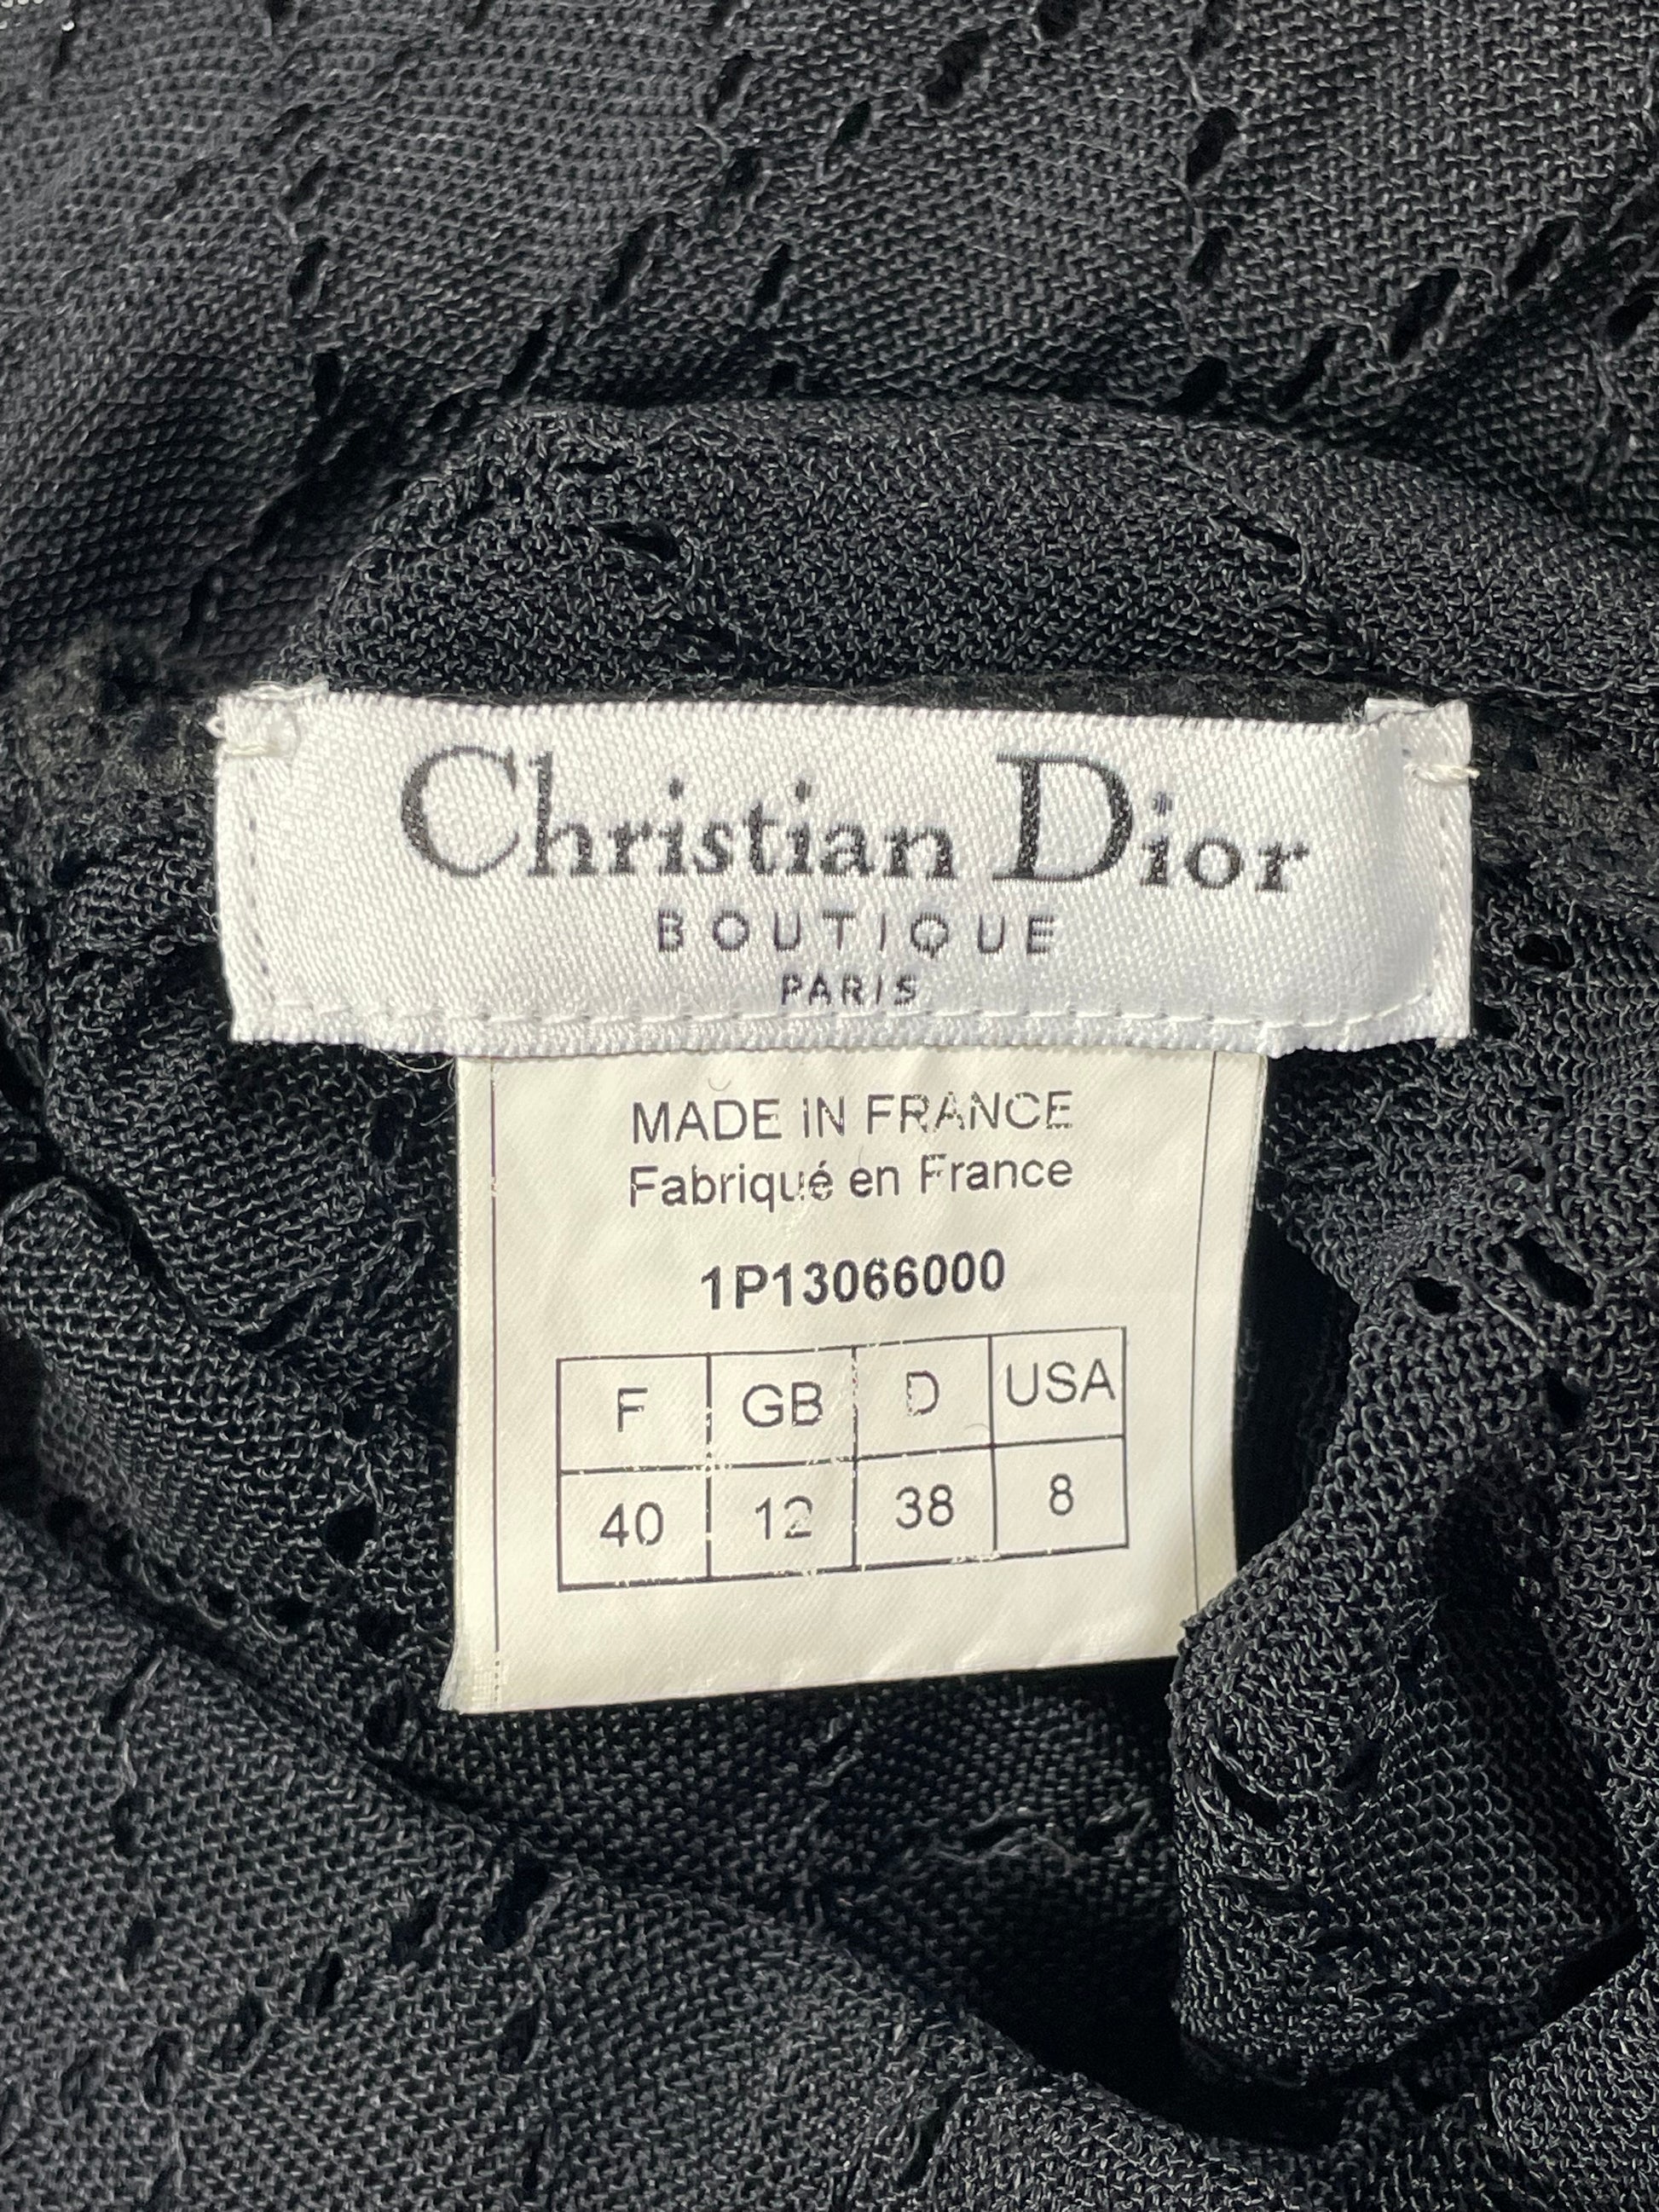 Christian Dior
BOUTIQUE
PARIS
MADE IN FRANCE
Fabriqué en France
1P13066000
F GB D USA
40 12 38 8